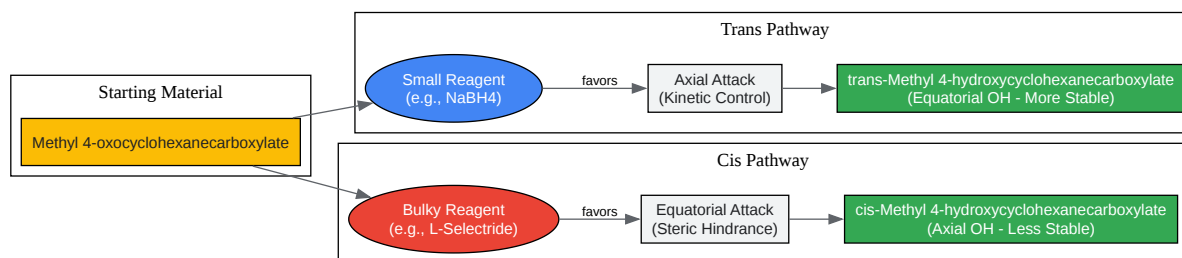 Trans Pathway
Small Reagent
(e.g., NaBH4)
favors
Axial Attack
(Kinetic Control)
trans-Methyl 4-hydroxycyclohexanecarboxylate
(Equatorial OH - More Stable)
Starting Material
Methyl 4-oxocyclohexanecarboxylate
Cis Pathway
Bulky Reagent
(e.g., L-Selectride)
favors
Equatorial Attack
(Steric Hindrance)
cis-Methyl 4-hydroxycyclohexanecarboxylate
(Axial OH - Less Stable)